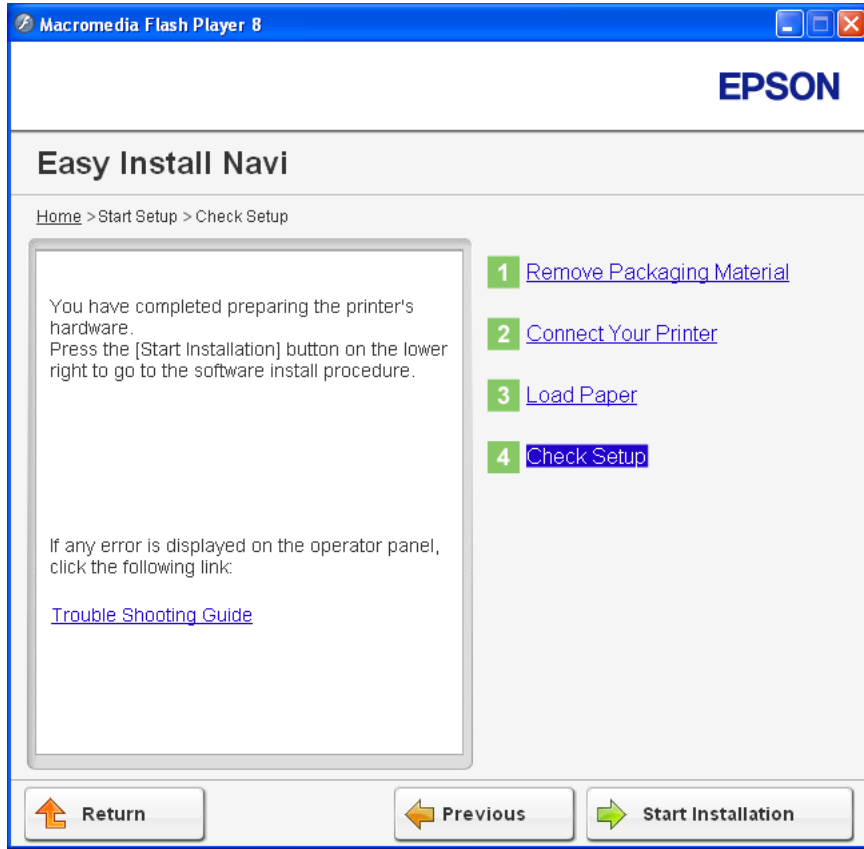 Macromedia Flash Player 8
EPSON
Easy Install Navi
Home > Start Setup > Check Setup
You have completed preparing the printer's
hardware.
Press the [Start Installation] button on the lower
right to go to the software install procedure.
If any error is displayed on the operator panel,
click the following link:
Trouble Shooting Guide
1 Remove Packaging Material
2 Connect Your Printer
3 Load Paper
4 Check Setup
Return
Previous
Start Installation